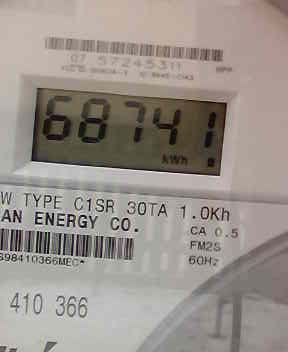 07 57245311
68741
kWh
W TYPE C1SR 30TA 1.0Kh
AN ENERGY CO.
CA 0.5
FM2S
S98410366MEC*
60Hz
410 366